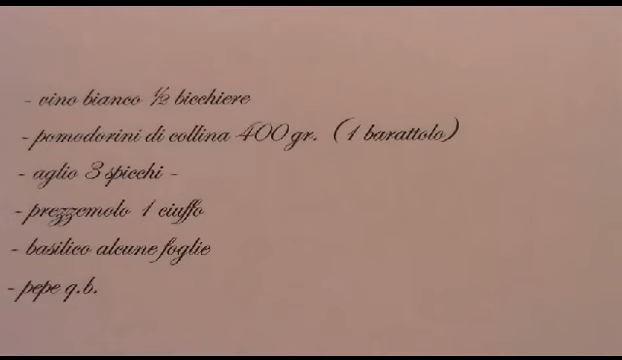 - vino bianco ½ bicchiere
- pomodorini di collina 400 gr. (1 barattolo)
- aglio 3 spicchi -
- prezzemolo 1 ciuffo
- basilico alcune foglie
- pepe q.b.